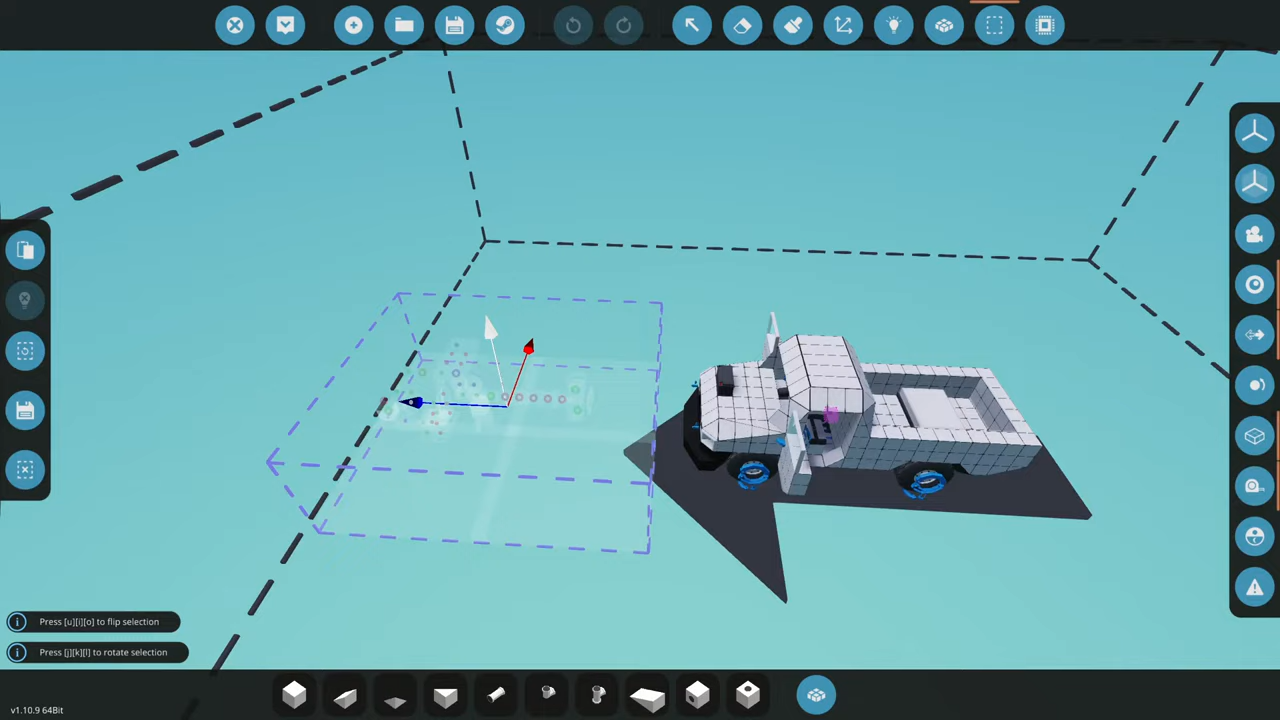 Press [u][i][o] to flip selection
Press [j][k][l] to rotate selection
v1.10.9 64Bit